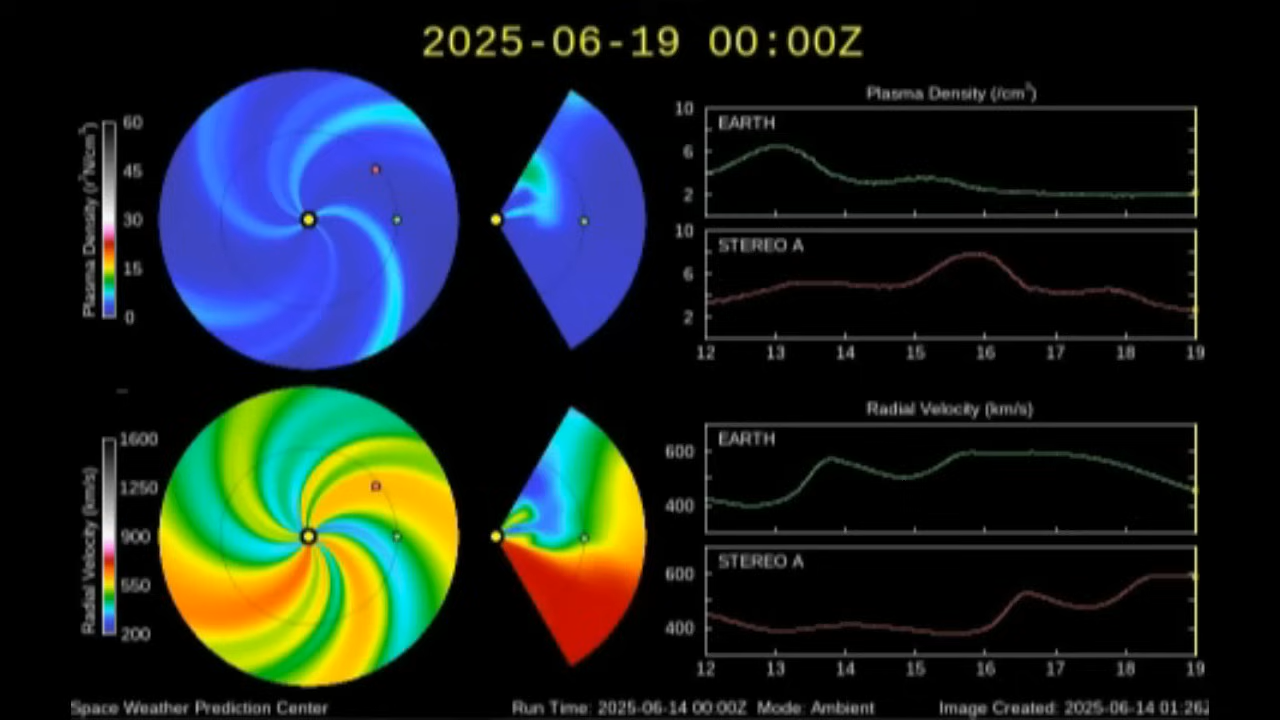 2025-06-19 00:00Z
Plasma Density (r²N/cm³)
60
45
30
15
0
Plasma Density (/cm³)
10
6
2
EARTH
10
6
2
STEREO A
12 13 14 15 16 17 18 19
Radial Velocity (km/s)
1600
1250
900
550
200
Radial Velocity (km/s)
600
400
EARTH
600
400
STEREO A
12 13 14 15 16 17 18 19
Space Weather Prediction Center Run Time: 2025-06-14 00:00Z Mode: Ambient Image Created: 2025-06-14 01:26Z